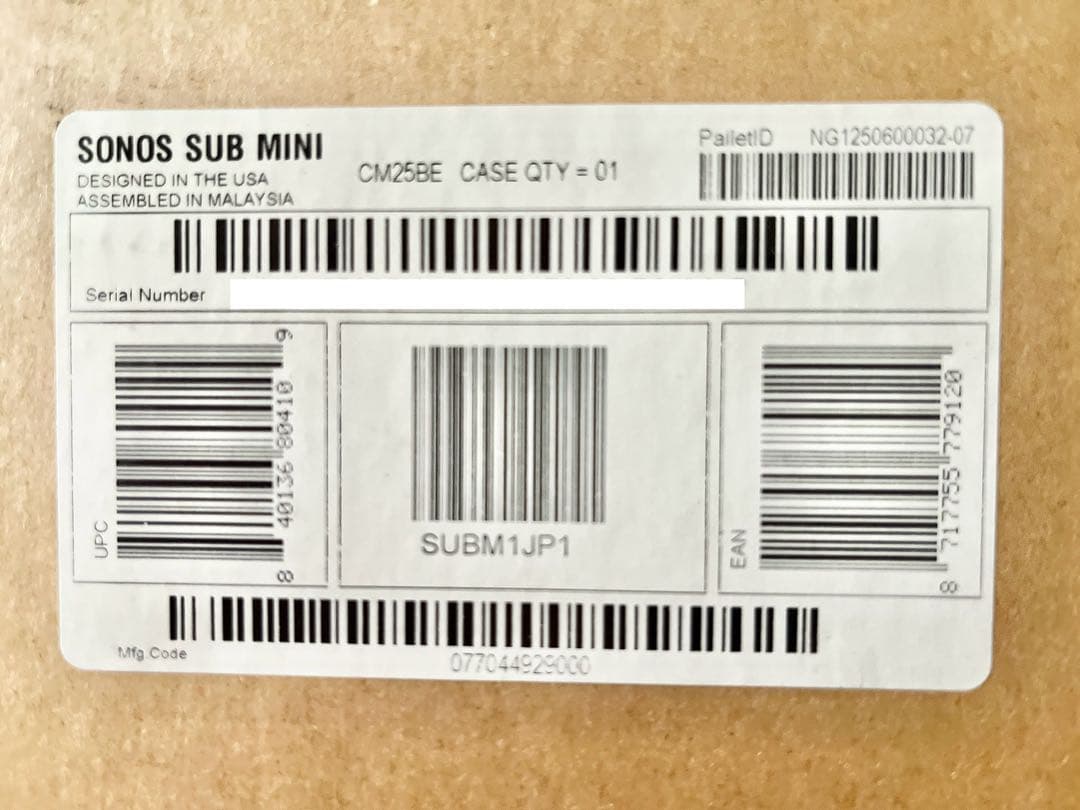 SONOS SUB MINI
DESIGNED IN THE USA
ASSEMBLED IN MALAYSIA
CM25BE CASE QTY = 01
PalletID NG1250600032-07
Serial Number
UPC
8 40136 80410 9
SUBM1JP1
EAN
8 717755 779120
Mfg.Code
077044929000